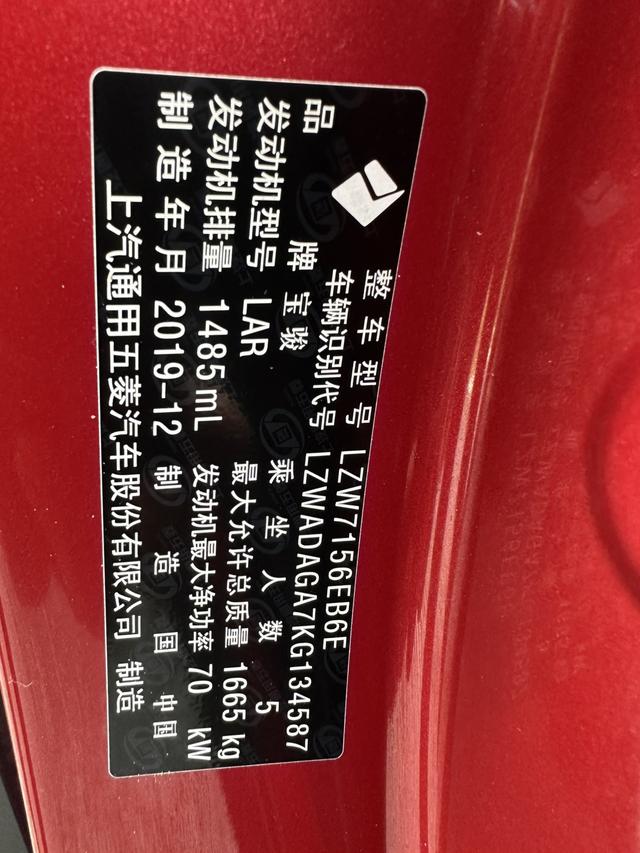 整车型号 LZW7156EB6E
车辆识别代号 LZWADAGA7KG134587
品牌 宝骏 乘坐人数 5
发动机型号 LAR 最大允许总质量 1665 kg
发动机排量 1485 mL 发动机最大净功率 70 kW
制造年月 2019-12 制造国 中国
上汽通用五菱汽车股份有限公司 制造